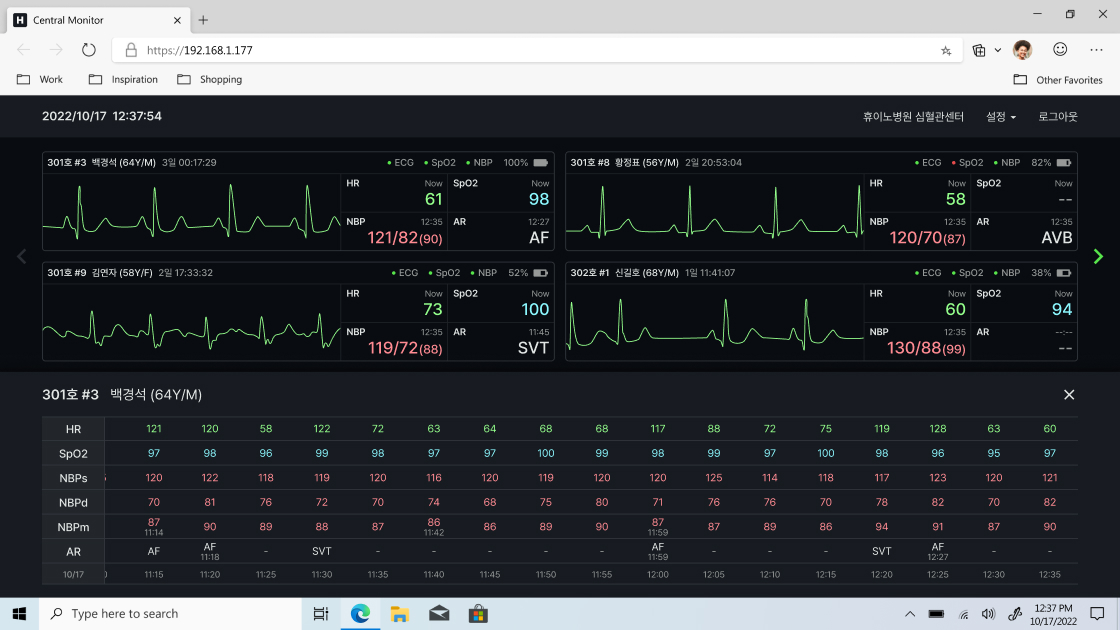 H Central Monitor
https://192.168.1.177
Work Inspiration Shopping Other Favorites
2022/10/17 12:37:54 휴이노병원 심혈관센터 설정 로그아웃
301호 #3 백경석 (64Y/M) 3일 00:17:29 ECG SpO2 NBP 100%
HR Now 61 SpO2 Now 98
NBP 12:35 121/82(90) AR 12:27 AF
301호 #8 황정표 (56Y/M) 2일 20:53:04 ECG SpO2 NBP 82%
HR Now 58 SpO2 Now --
NBP 12:35 120/70(87) AR 12:35 AVB
301호 #9 김연자 (58Y/F) 2일 17:33:32 ECG SpO2 NBP 52%
HR Now 73 SpO2 Now 100
NBP 12:35 119/72(88) AR 11:45 SVT
302호 #1 신길호 (68Y/M) 1일 11:41:07 ECG SpO2 NBP 38%
HR Now 60 SpO2 Now 94
NBP 12:35 130/88(99) AR --:-- --
301호 #3 백경석 (64Y/M)
HR 121 120 58 122 72 63 64 68 68 117 88 72 75 119 128 63 60
SpO2 97 98 96 99 98 97 97 100 99 98 99 97 100 98 96 95 97
NBPs 120 122 118 119 120 116 120 119 120 120 125 114 118 117 123 120 121
NBPd 70 81 76 72 70 74 68 75 80 71 76 76 70 78 82 70 82
NBPm 87 90 89 88 87 86 86 89 90 87 87 89 86 94 91 87 90
11:14 11:42 11:59
AR AF AF - SVT - - - - - AF - - - SVT AF - -
11:18 11:59 12:27
10/17 11:15 11:20 11:25 11:30 11:35 11:40 11:45 11:50 11:55 12:00 12:05 12:10 12:15 12:20 12:25 12:30 12:35
Type here to search
12:37 PM
10/17/2022